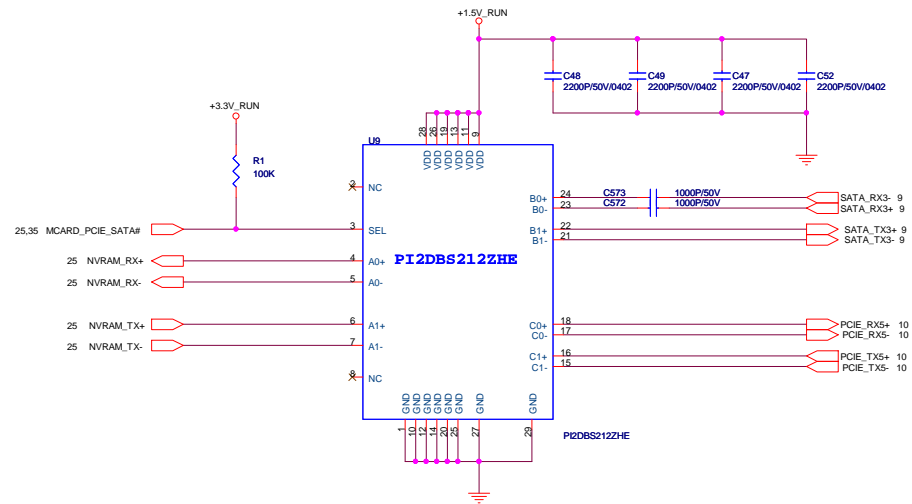 +1.5V_RUN
C48
2200P/50V/0402
C49
2200P/50V/0402
C47
2200P/50V/0402
C52
2200P/50V/0402
+3.3V_RUN
R1
100K
U9
28 26 19 13 11 9
VDD VDD VDD VDD VDD VDD
2 NC
25,35 MCARD_PCIE_SATA# 3 SEL
25 NVRAM_RX+ 4 A0+
25 NVRAM_RX- 5 A0-
25 NVRAM_TX+ 6 A1+
25 NVRAM_TX- 7 A1-
8 NC
PI2DBS212ZHE
B0+ 24 C573 1000P/50V SATA_RX3- 9
B0- 23 C572 1000P/50V SATA_RX3+ 9
B1+ 22 SATA_TX3+ 9
B1- 21 SATA_TX3- 9
C0+ 18 PCIE_RX5+ 10
C0- 17 PCIE_RX5- 10
C1+ 16 PCIE_TX5+ 10
C1- 15 PCIE_TX5- 10
GND GND GND GND GND GND GND GND
1 10 12 14 20 25 27 29
PI2DBS212ZHE